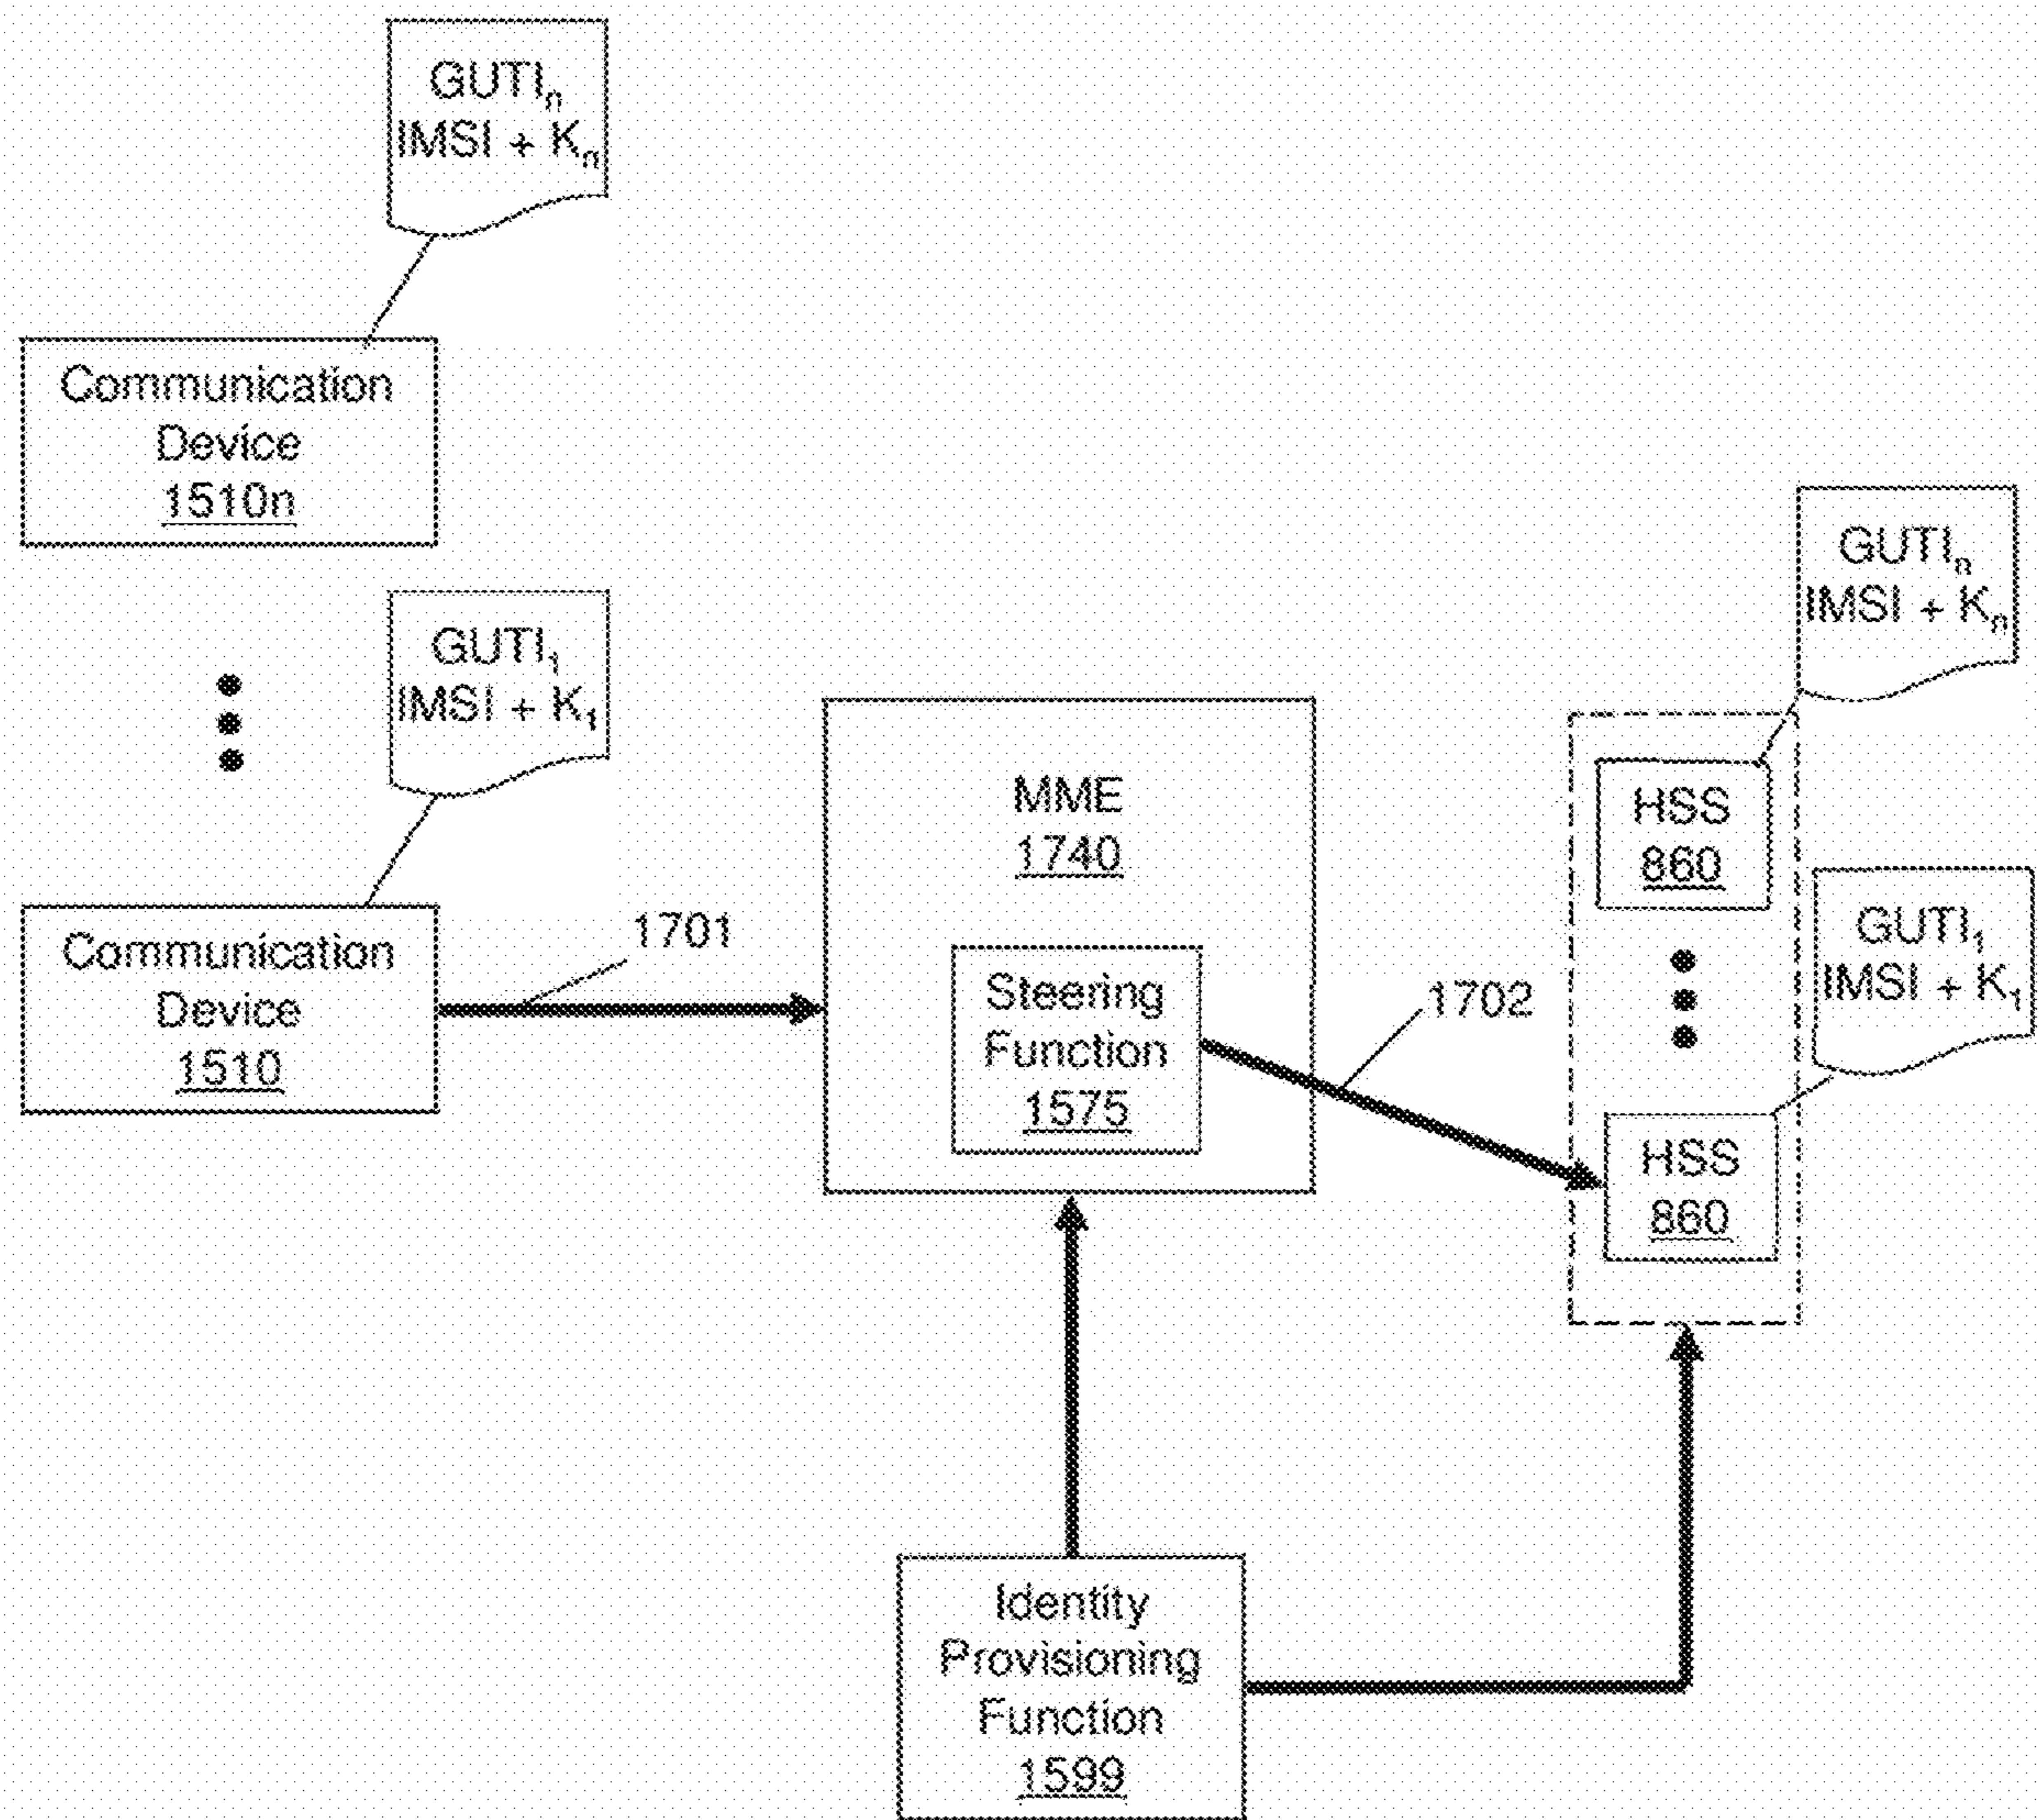 GUTIₙ
IMSI + Kₙ
Communication
Device
1510n
GUTIₙ
IMSI + Kₙ
GUTI₁
IMSI + K₁
MME
1740
HSS
860
Communication
Device
1510
1701
Steering
Function
1575
1702
GUTI₁
IMSI + K₁
HSS
860
Identity
Provisioning
Function
1599